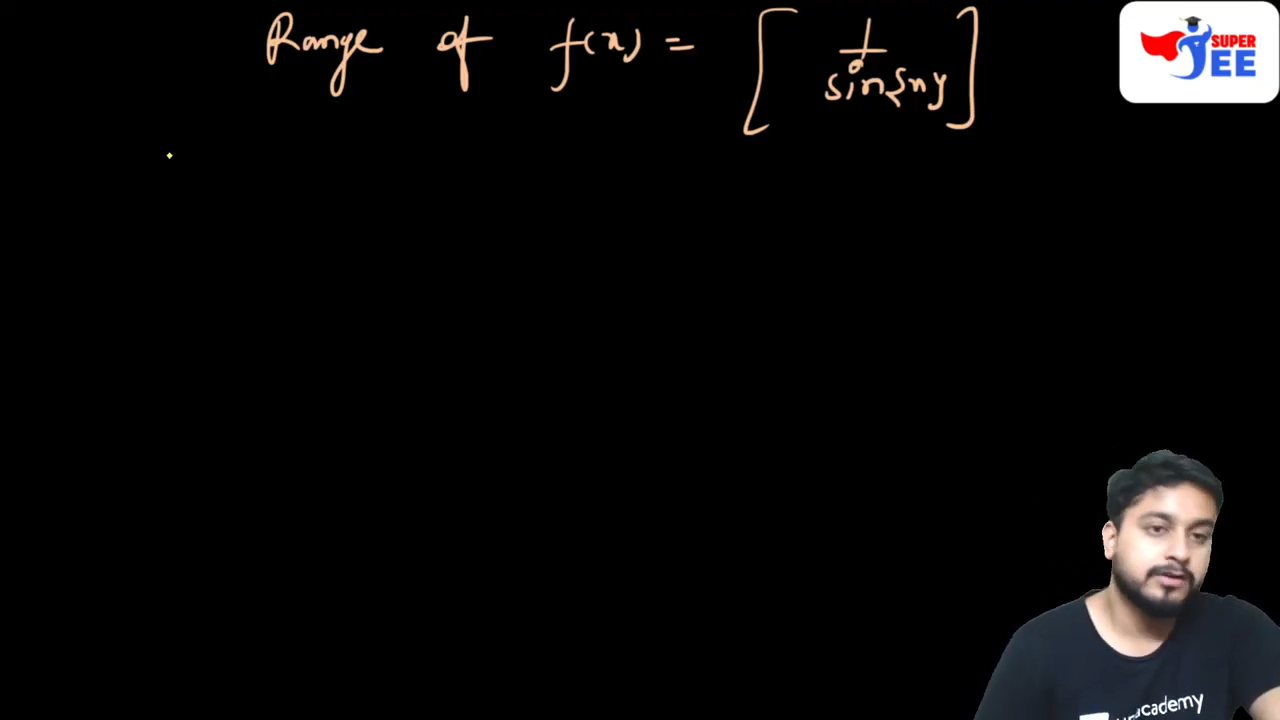 Range of f(x) = [ 1 / sin{x} ]
SUPER
JEE
unacademy